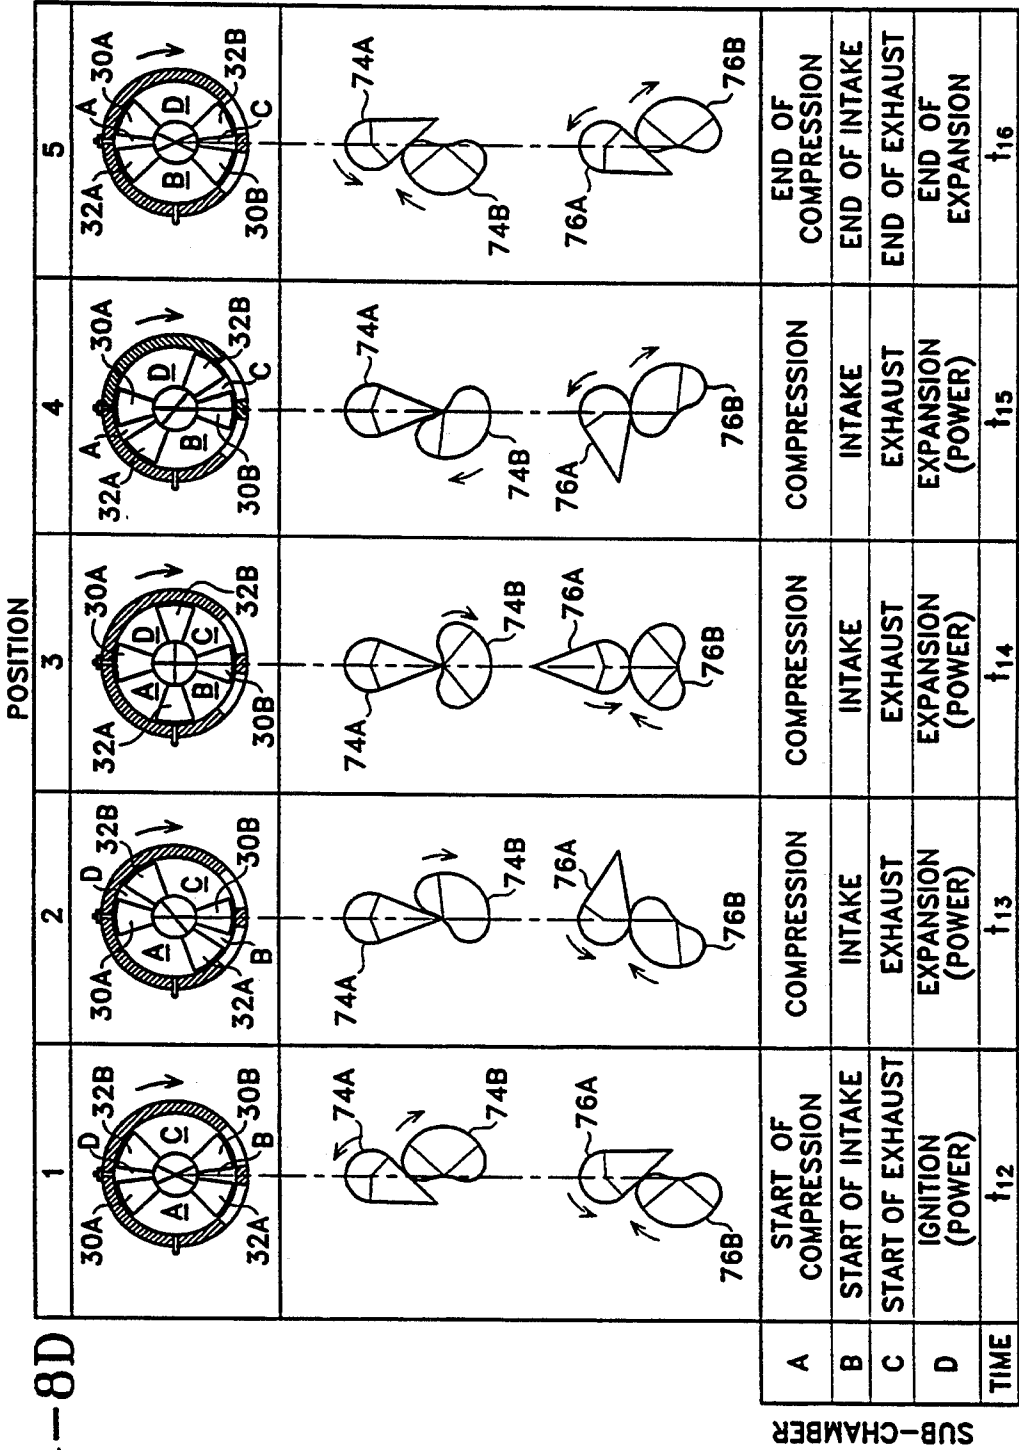 –8D
POSITION
1
2
3
4
5
30A
D
32B
A
C
32A
B
30B
30A
D
32B
A
C
32A
B
30B
32A
30A
A
D
B
C
30B
32B
32A
A
30A
D
B
32B
C
30B
32A
A
30A
B
D
32B
C
30B
74A
74B
76A
76B
74A
74B
76A
76B
74A
74B
76A
76B
74A
74B
76A
76B
74A
74B
76A
76B
SUB-CHAMBER
A
START OF
COMPRESSION
COMPRESSION
COMPRESSION
COMPRESSION
END OF
COMPRESSION
B
START OF INTAKE
INTAKE
INTAKE
INTAKE
END OF INTAKE
C
START OF EXHAUST
EXHAUST
EXHAUST
EXHAUST
END OF EXHAUST
D
IGNITION
(POWER)
EXPANSION
(POWER)
EXPANSION
(POWER)
EXPANSION
(POWER)
END OF
EXPANSION
TIME
t12
t13
t14
t15
t16